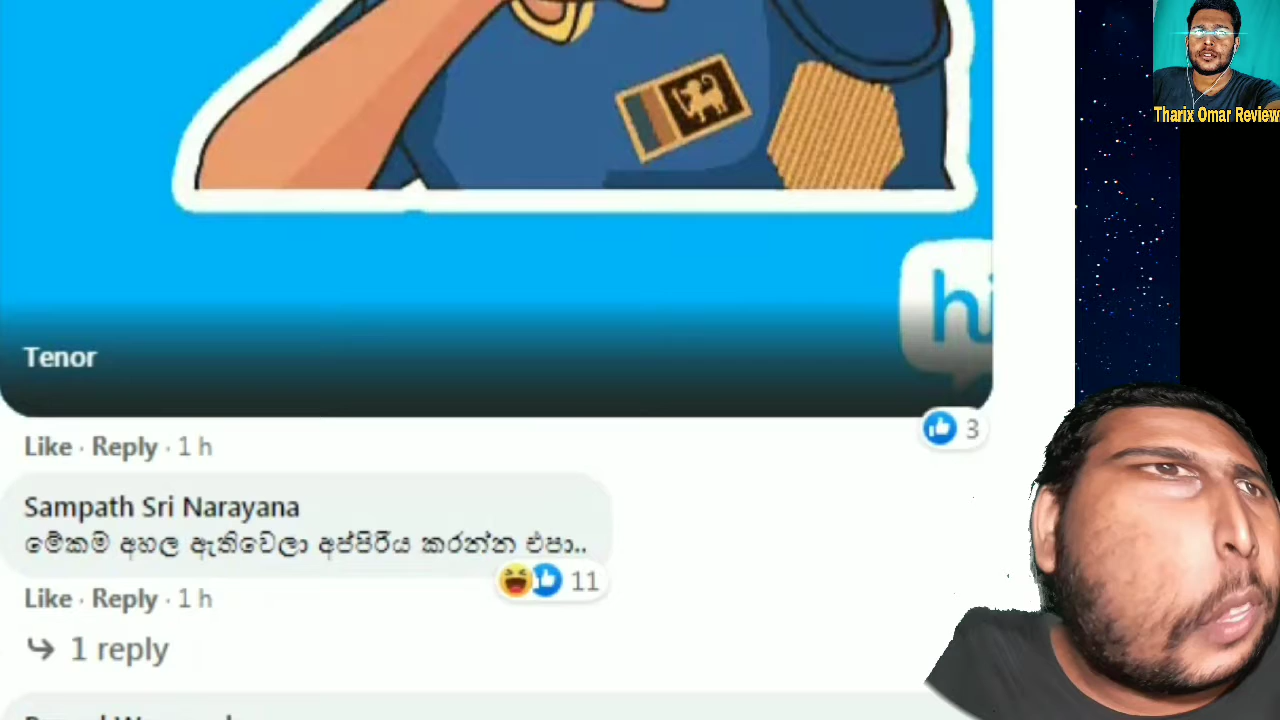 Tharix Omar Review
hi
Tenor
3
Like · Reply · 1 h
Sampath Sri Narayana
මේකම අහල ඇතිවෙලා අප්පිරිය කරන්න එපා..
11
Like · Reply · 1 h
1 reply